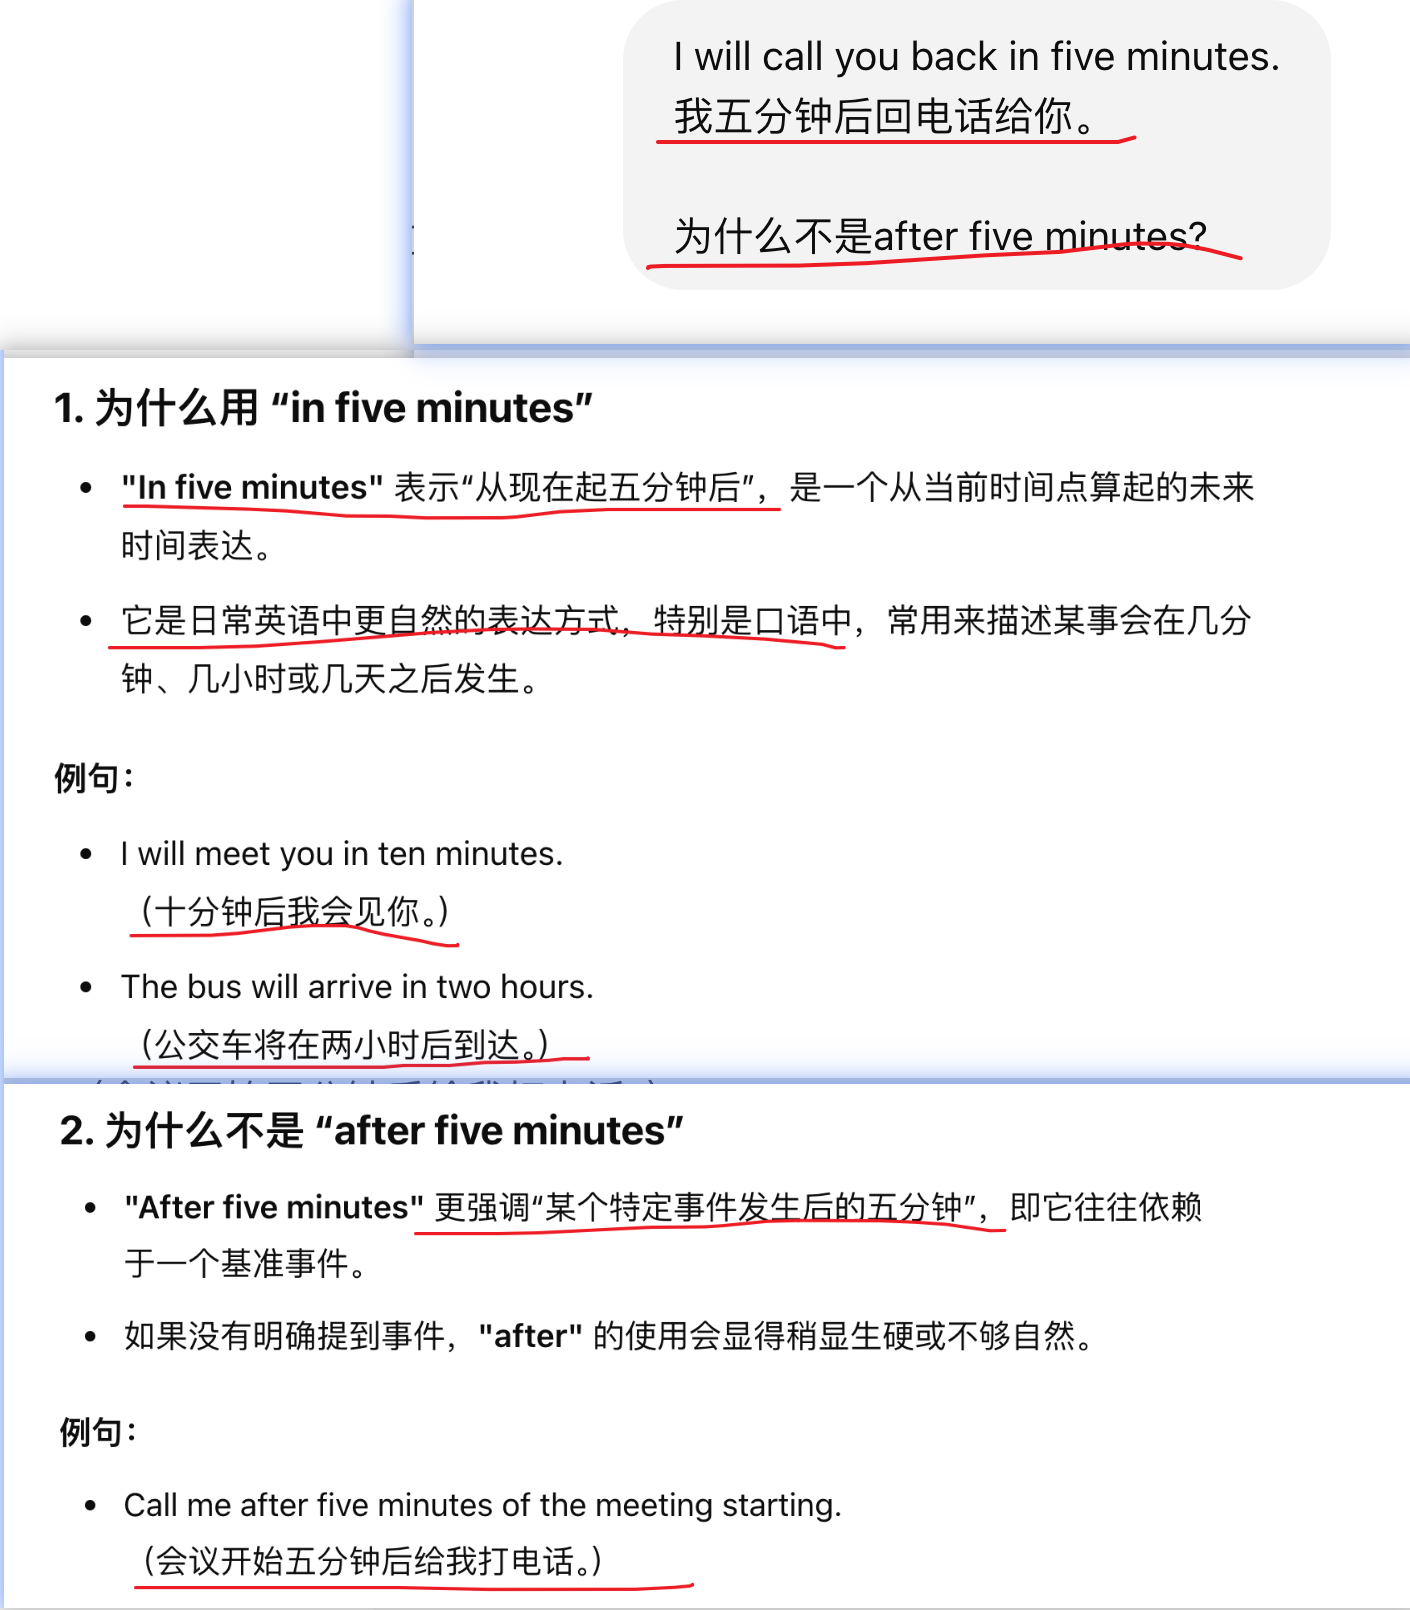 I will call you back in five minutes.
我五分钟后回电话给你。
为什么不是after five minutes?
1. 为什么用 “in five minutes”
• "In five minutes" 表示“从现在起五分钟后”，是一个从当前时间点算起的未来
时间表达。
• 它是日常英语中更自然的表达方式，特别是口语中，常用来描述某事会在几分
钟、几小时或几天之后发生。
例句：
• I will meet you in ten minutes.
（十分钟后我会见你。）
• The bus will arrive in two hours.
（公交车将在两小时后到达。）
2. 为什么不是 “after five minutes”
• "After five minutes" 更强调“某个特定事件发生后的五分钟”，即它往往依赖
于一个基准事件。
• 如果没有明确提到事件，"after" 的使用会显得稍显生硬或不够自然。
例句：
• Call me after five minutes of the meeting starting.
（会议开始五分钟后给我打电话。）